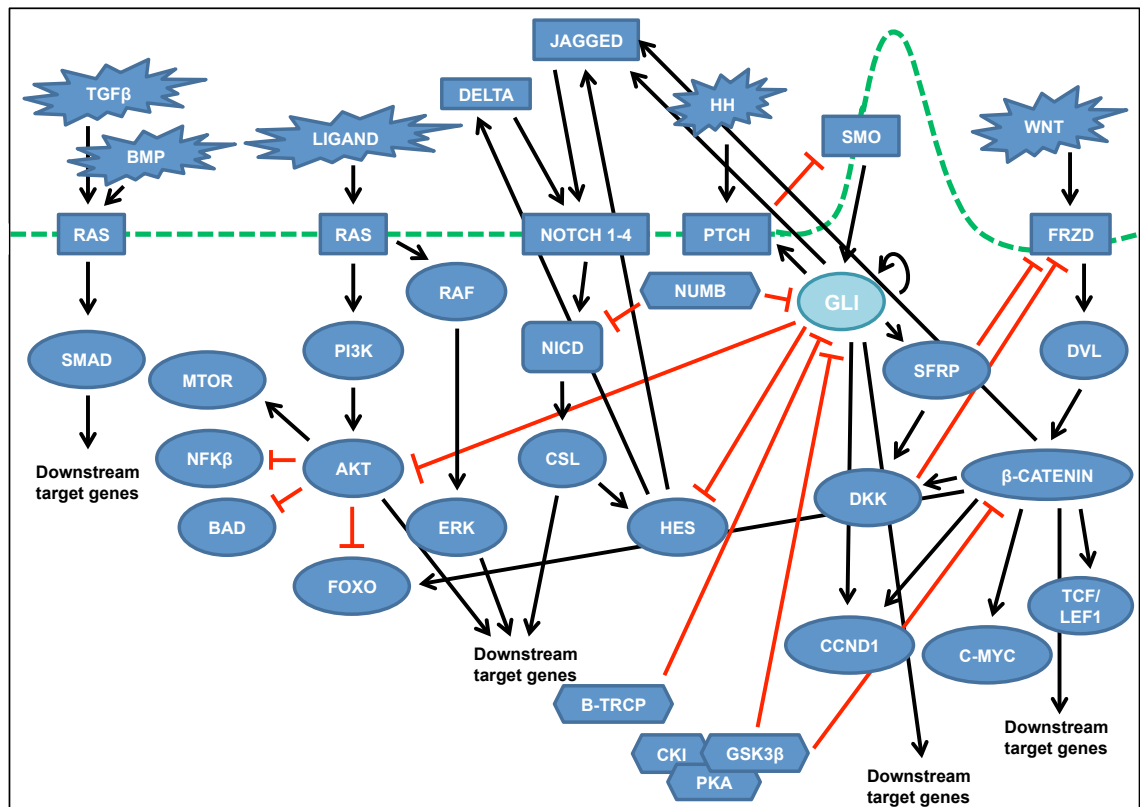 JAGGED
TGFβ
DELTA
HH
SMO
WNT
LIGAND
BMP
RAS
RAS
NOTCH 1-4
PTCH
FRZD
RAF
NUMB
GLI
SMAD
PI3K
NICD
DVL
SFRP
MTOR
NFKβ
AKT
CSL
β-CATENIN
Downstream
target genes
BAD
ERK
HES
DKK
FOXO
TCF/
LEF1
CCND1
C-MYC
Downstream
target genes
B-TRCP
Downstream
target genes
CKI
GSK3β
PKA
Downstream
target genes